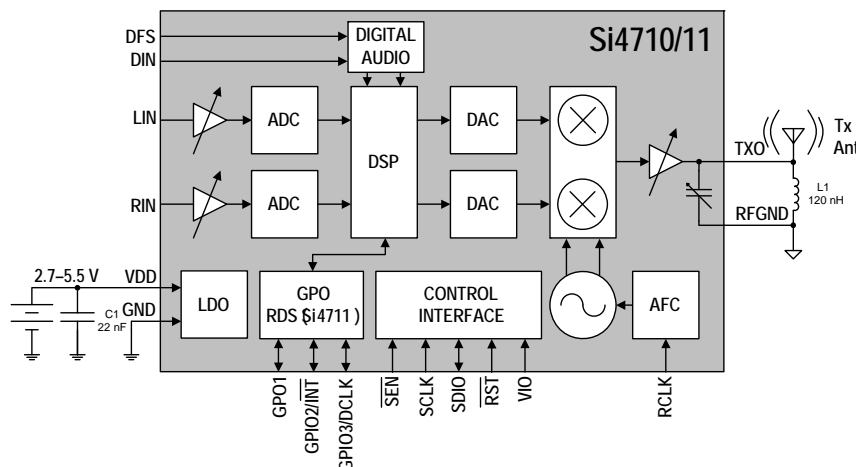 Si4710/11
DFS
DIN
DIGITAL
AUDIO
LIN
ADC
DSP
DAC
TXO
Tx
Ant
RIN
ADC
DAC
RFGND
L1
120 nH
2.7–5.5 V
VDD
GND
C1
22 nF
LDO
GPO
RDS (Si4711)
CONTROL
INTERFACE
AFC
GPO1
GPIO2/INT
GPIO3/DCLK
SEN
SCLK
SDIO
RST
VIO
RCLK